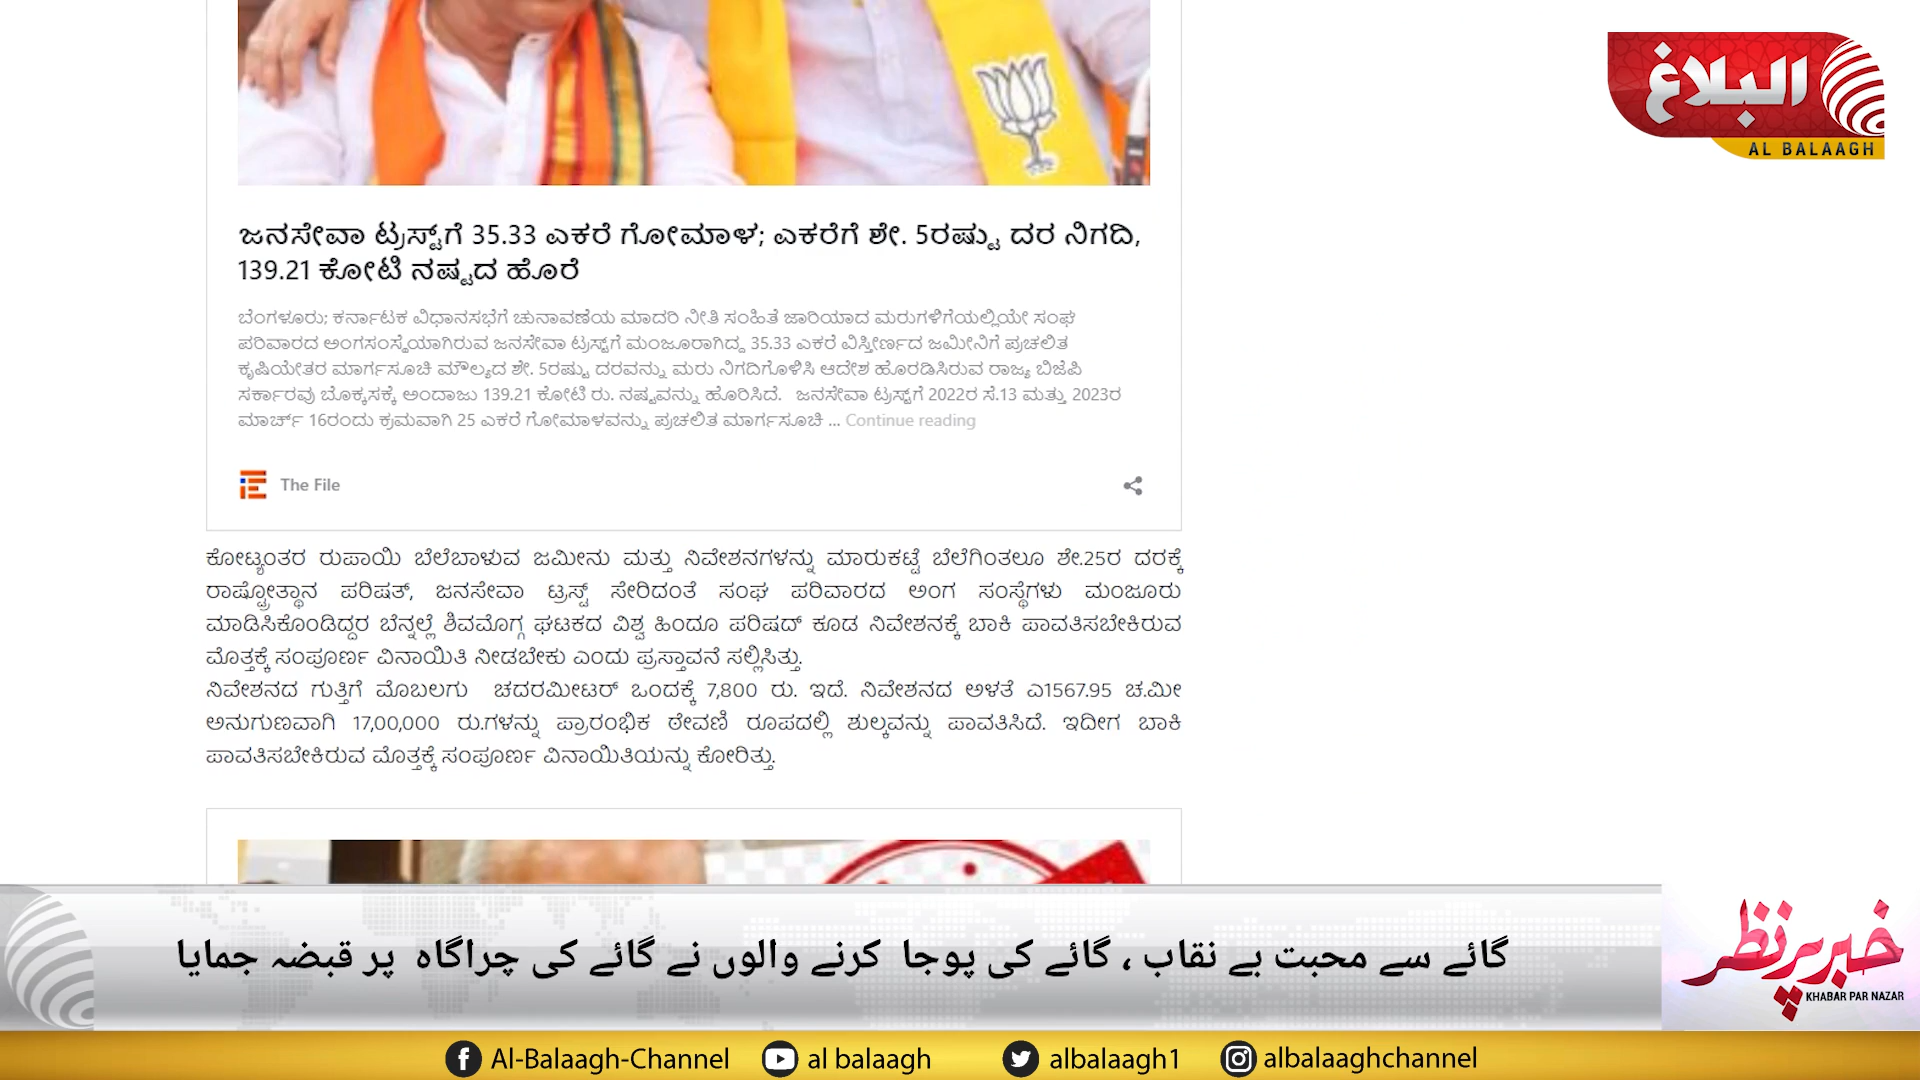 البلاغ
AL BALAAGH
ಜನಸೇವಾ ಟ್ರಸ್ಟ್‌ಗೆ 35.33 ಎಕರೆ ಗೋಮಾಳ; ಎಕರೆಗೆ ಶೇ. 5ರಷ್ಟು ದರ ನಿಗದಿ,
139.21 ಕೋಟಿ ನಷ್ಟದ ಹೊರೆ
ಬೆಂಗಳೂರು; ಕರ್ನಾಟಕ ವಿಧಾನಸಭೆಗೆ ಚುನಾವಣೆಯ ಮಾದರಿ ನೀತಿ ಸಂಹಿತೆ ಜಾರಿಯಾದ ಮರುಗಳಿಗೆಯಲ್ಲಿಯೇ ಸಂಘ
ಪರಿವಾರದ ಅಂಗಸಂಸ್ಥೆಯಾಗಿರುವ ಜನಸೇವಾ ಟ್ರಸ್ಟ್‌ಗೆ ಮಂಜೂರಾಗಿದ್ದ 35.33 ಎಕರೆ ವಿಸ್ತೀರ್ಣದ ಜಮೀನಿಗೆ ಪ್ರಚಲಿತ
ಕೃಷಿಯೇತರ ಮಾರ್ಗಸೂಚಿ ಮೌಲ್ಯದ ಶೇ. 5ರಷ್ಟು ದರವನ್ನು ಮರು ನಿಗದಿಗೊಳಿಸಿ ಆದೇಶ ಹೊರಡಿಸಿರುವ ರಾಜ್ಯ ಬಿಜೆಪಿ
ಸರ್ಕಾರವು ಬೊಕ್ಕಸಕ್ಕೆ ಅಂದಾಜು 139.21 ಕೋಟಿ ರು. ನಷ್ಟವನ್ನು ಹೊರಿಸಿದೆ. ಜನಸೇವಾ ಟ್ರಸ್ಟ್‌ಗೆ 2022ರ ಸೆ.13 ಮತ್ತು 2023ರ
ಮಾರ್ಚ್‌ 16ರಂದು ಕ್ರಮವಾಗಿ 25 ಎಕರೆ ಗೋಮಾಳವನ್ನು ಪ್ರಚಲಿತ ಮಾರ್ಗಸೂಚಿ ... Continue reading
The File
ಕೋಟ್ಯಂತರ ರುಪಾಯಿ ಬೆಲೆಬಾಳುವ ಜಮೀನು ಮತ್ತು ನಿವೇಶನಗಳನ್ನು ಮಾರುಕಟ್ಟೆ ಬೆಲೆಗಿಂತಲೂ ಶೇ.25ರ ದರಕ್ಕೆ
ರಾಷ್ಟ್ರೋತ್ಥಾನ ಪರಿಷತ್‌, ಜನಸೇವಾ ಟ್ರಸ್ಟ್‌ ಸೇರಿದಂತೆ ಸಂಘ ಪರಿವಾರದ ಅಂಗ ಸಂಸ್ಥೆಗಳು ಮಂಜೂರು
ಮಾಡಿಸಿಕೊಂಡಿದ್ದರ ಬೆನ್ನಲ್ಲೆ ಶಿವಮೊಗ್ಗ ಘಟಕದ ವಿಶ್ವ ಹಿಂದೂ ಪರಿಷದ್‌ ಕೂಡ ನಿವೇಶನಕ್ಕೆ ಬಾಕಿ ಪಾವತಿಸಬೇಕಿರುವ
ಮೊತ್ತಕ್ಕೆ ಸಂಪೂರ್ಣ ವಿನಾಯಿತಿ ನೀಡಬೇಕು ಎಂದು ಪ್ರಸ್ತಾವನೆ ಸಲ್ಲಿಸಿತ್ತು.
ನಿವೇಶನದ ಗುತ್ತಿಗೆ ಮೊಬಲಗು ಚದರಮೀಟರ್‌ ಒಂದಕ್ಕೆ 7,800 ರು. ಇದೆ. ನಿವೇಶನದ ಅಳತೆ ಎ1567.95 ಚ.ಮೀ
ಅನುಗುಣವಾಗಿ 17,00,000 ರು.ಗಳನ್ನು ಪ್ರಾರಂಭಿಕ ಠೇವಣಿ ರೂಪದಲ್ಲಿ ಶುಲ್ಕವನ್ನು ಪಾವತಿಸಿದೆ. ಇದೀಗ ಬಾಕಿ
ಪಾವತಿಸಬೇಕಿರುವ ಮೊತ್ತಕ್ಕೆ ಸಂಪೂರ್ಣ ವಿನಾಯಿತಿಯನ್ನು ಕೋರಿತ್ತು.
گائے سے محبت بے نقاب ، گائے کی پوجا کرنے والوں نے گائے کی چراگاہ پر قبضہ جمایا
خبر پر نظر
KHABAR PAR NAZAR
Al-Balaagh-Channel
al balaagh
albalaagh1
albalaaghchannel